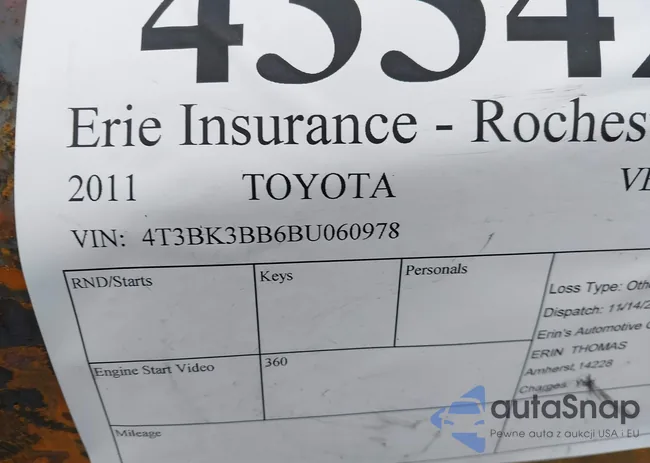 Erie Insurance - Roches
2011 TOYOTA
VIN: 4T3BK3BB6BU060978
RND/Starts Keys Personals
Loss Type: Oth
Dispatch: 11/14/2
Erin's Automotive
ERIN THOMAS
Amherst, 14228
Charges:
Engine Start Video 360
Mileage
autaSnap
Pewne auta z aukcji USA i EU